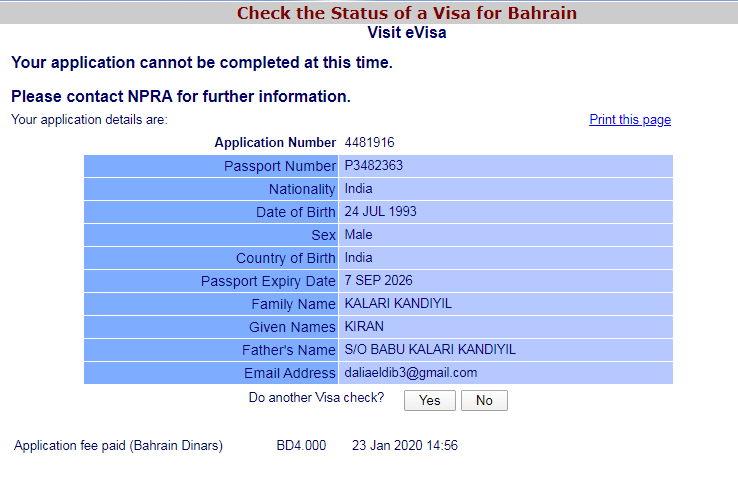 Check the Status of a Visa for Bahrain
Visit eVisa
Your application cannot be completed at this time.
Please contact NPRA for further information.
Your application details are: Print this page
Application Number 4481916
Passport Number P3482363
Nationality India
Date of Birth 24 JUL 1993
Sex Male
Country of Birth India
Passport Expiry Date 7 SEP 2026
Family Name KALARI KANDIYIL
Given Names KIRAN
Father's Name S/O BABU KALARI KANDIYIL
Email Address daliaeldib3@gmail.com
Do another Visa check? Yes No
Application fee paid (Bahrain Dinars) BD4.000 23 Jan 2020 14:56